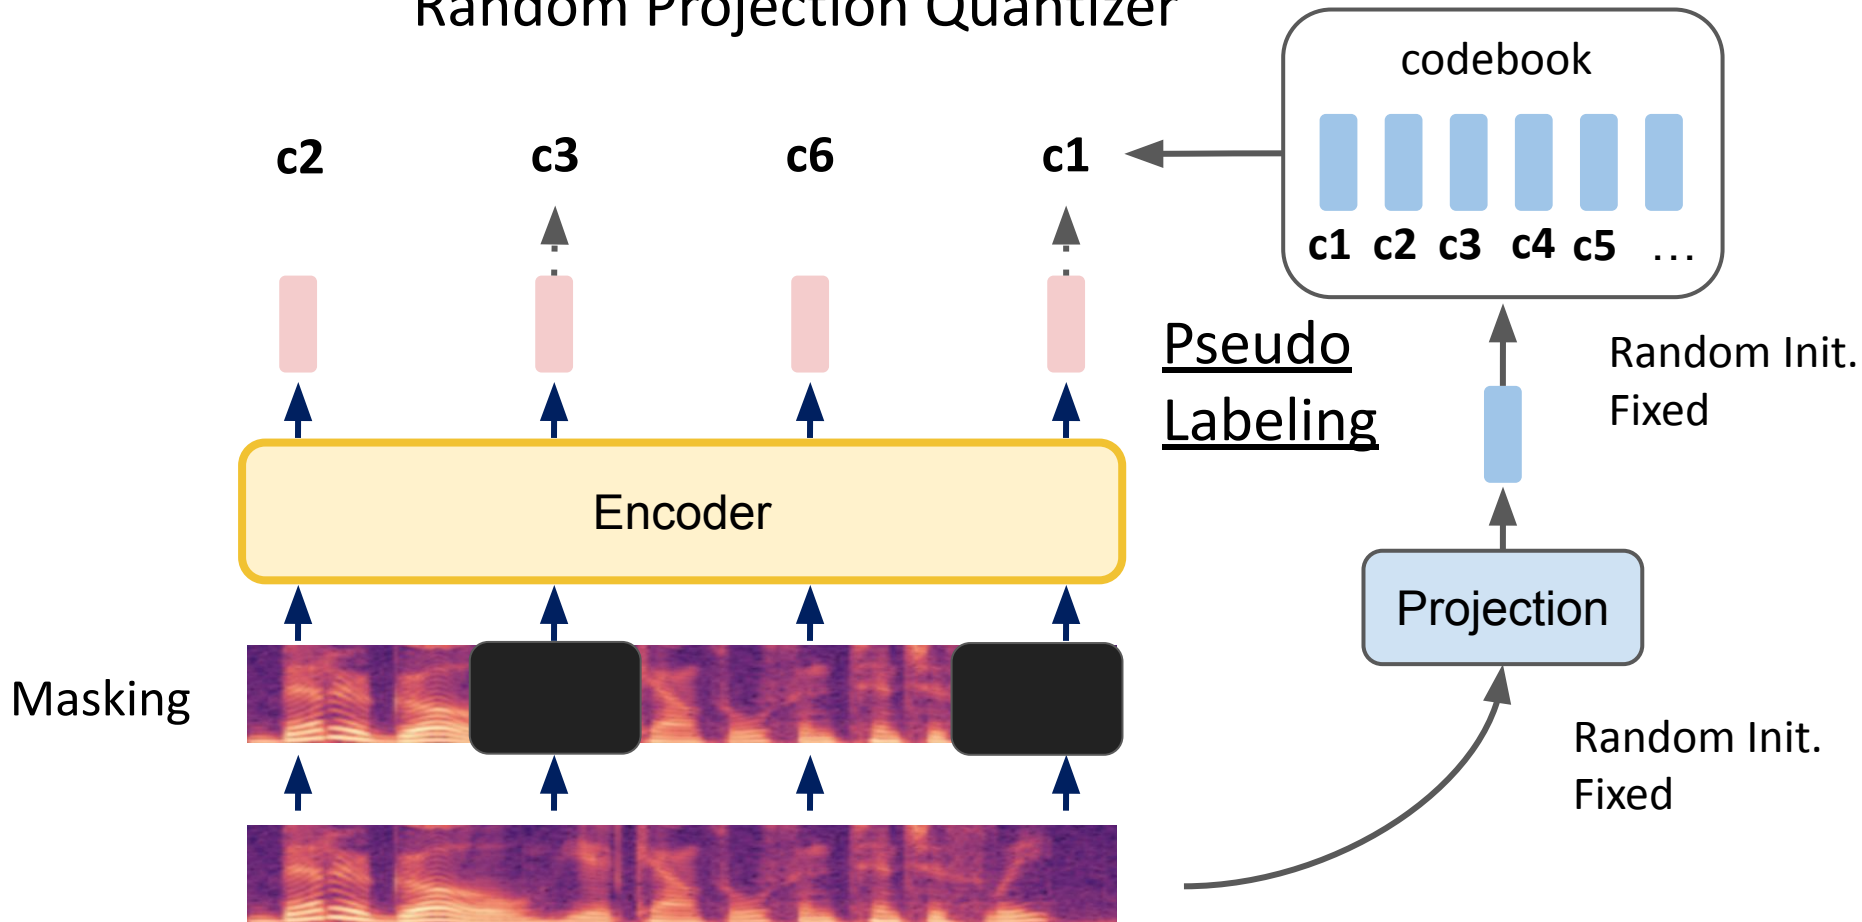 Random Projection Quantizer
codebook
c2 c3 c6 c1
c1 c2 c3 c4 c5 ...
Pseudo
Labeling
Random Init.
Fixed
Encoder
Projection
Masking
Random Init.
Fixed